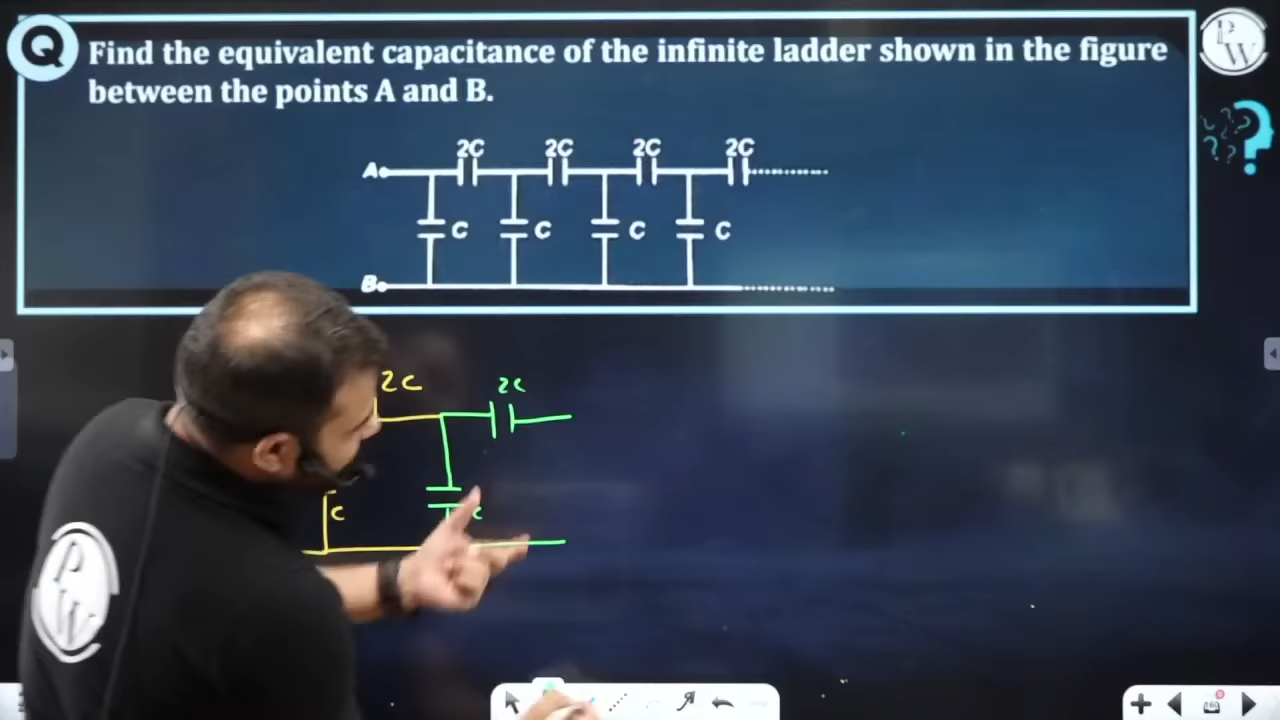 Q Find the equivalent capacitance of the infinite ladder shown in the figure
between the points A and B.
P
W
2C 2C 2C 2C
A
C C C C
B
2C 2C
C C
P
W